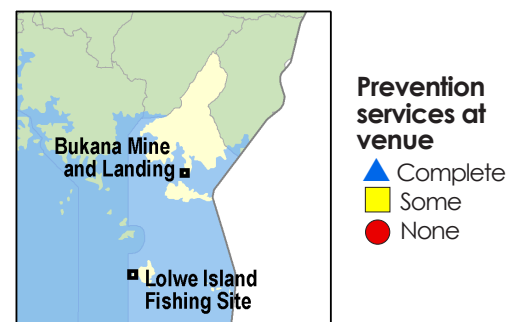 Bukana Mine
and Landing
Lolwe Island
Fishing Site
Prevention
services at
venue
Complete
Some
None